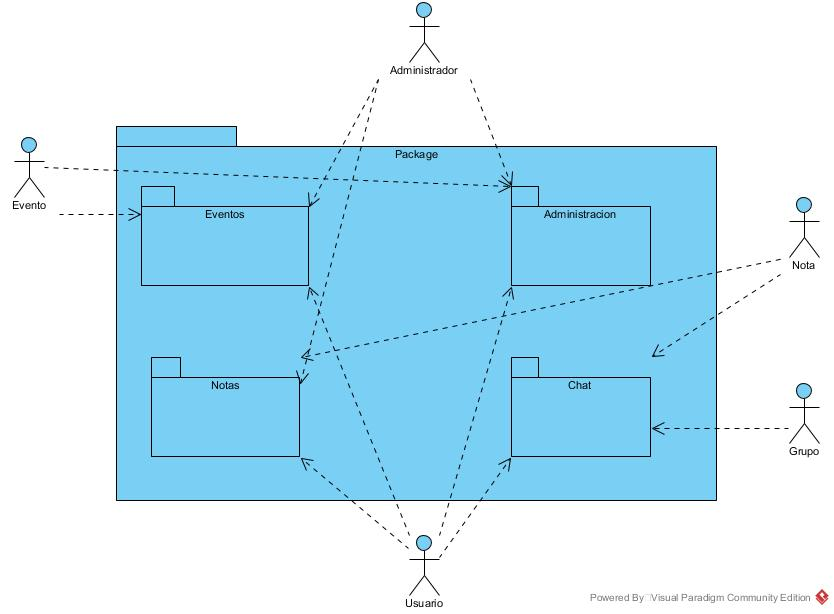 Administrador
Package
Evento
Eventos
Administracion
Nota
Notas
Chat
Grupo
Usuario
Powered By Visual Paradigm Community Edition